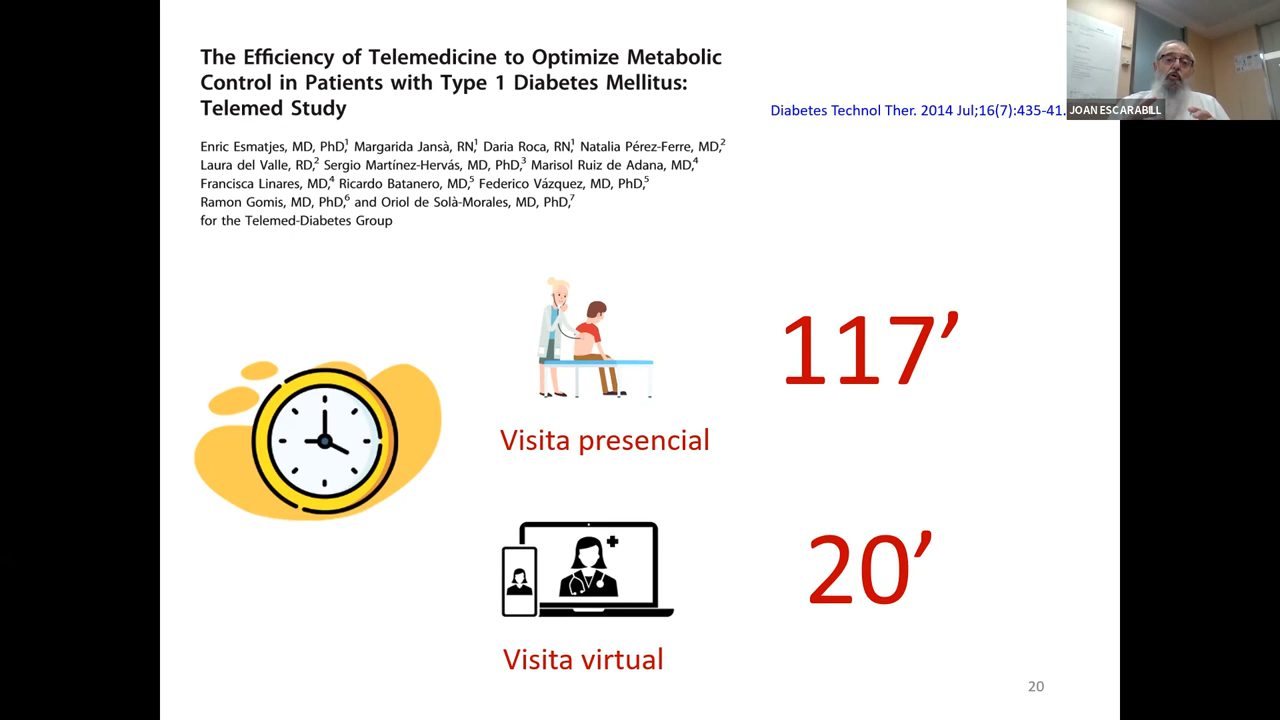 The Efficiency of Telemedicine to Optimize Metabolic
Control in Patients with Type 1 Diabetes Mellitus:
Telemed Study
Diabetes Technol Ther. 2014 Jul;16(7):435-41.
JOAN ESCARABILL
Enric Esmatjes, MD, PhD,1 Margarida Jansà, RN,1 Daria Roca, RN,1 Natalia Pérez-Ferre, MD,2
Laura del Valle, RD,2 Sergio Martínez-Hervás, MD, PhD,3 Marisol Ruiz de Adana, MD,4
Francisca Linares, MD,4 Ricardo Batanero, MD,5 Federico Vázquez, MD, PhD,5
Ramon Gomis, MD, PhD,6 and Oriol de Solà-Morales, MD, PhD,7
for the Telemed-Diabetes Group
117’
Visita presencial
20’
Visita virtual
20